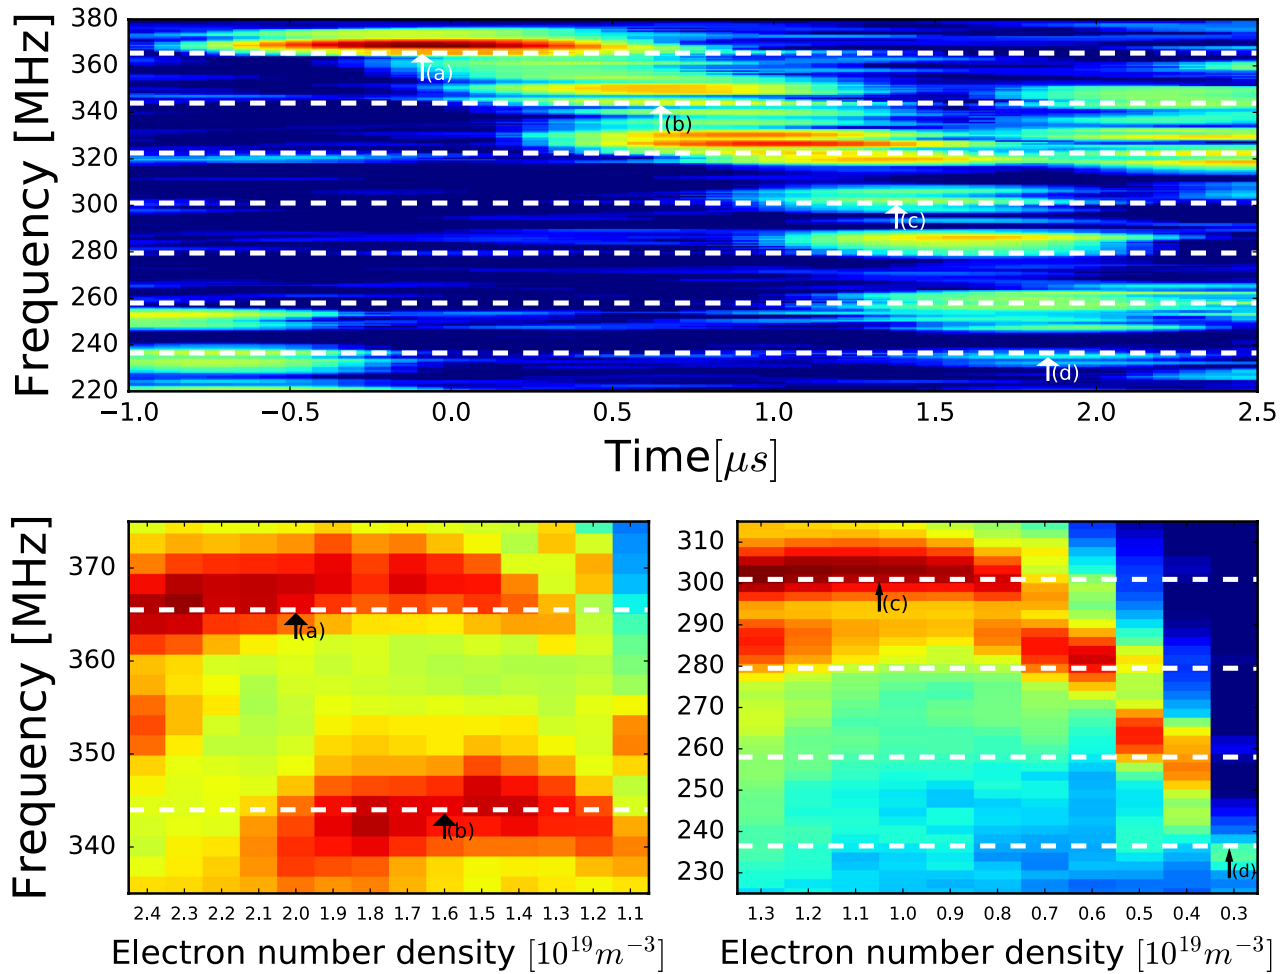 380
360
340
320
300
280
260
240
220
Frequency [MHz]
(a)
(b)
(c)
(d)
−1.0 −0.5 0.0 0.5 1.0 1.5 2.0 2.5
Time[μs]
370
360
350
340
Frequency [MHz]
(a)
(b)
2.4 2.3 2.2 2.1 2.0 1.9 1.8 1.7 1.6 1.5 1.4 1.3 1.2 1.1
Electron number density [10^{19}m^{-3}]
310
300
290
280
270
260
250
240
230
(c)
(d)
1.3 1.2 1.1 1.0 0.9 0.8 0.7 0.6 0.5 0.4 0.3
Electron number density [10^{19}m^{-3}]